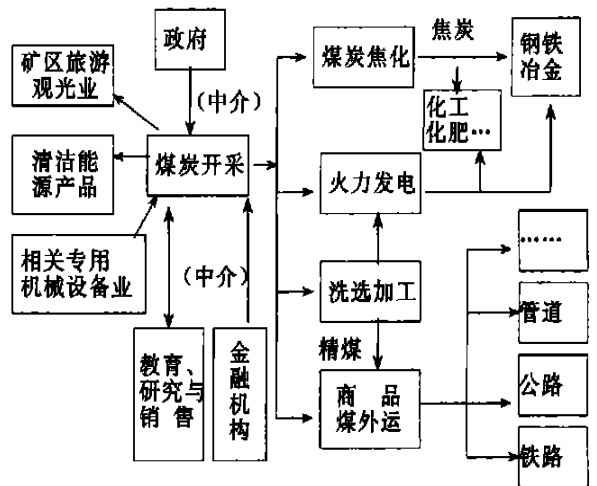 政府
矿区旅游
观光业
（中介）
清洁能
源产品
煤炭开采
相关专用
机械设备业
（中介）
教育、
研究与
销售
金
融
机
构
煤炭焦化
焦炭
钢铁
冶金
化工
化肥…
火力发电
洗选加工
精煤
商 品
煤外运
……
管道
公路
铁路